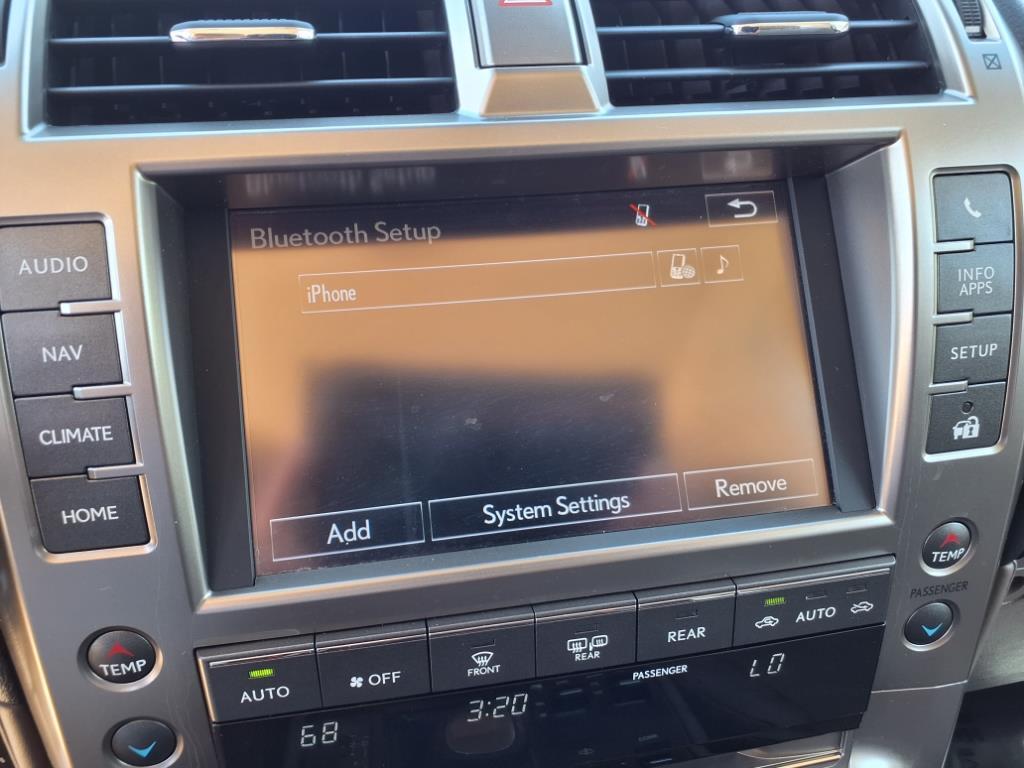 Bluetooth Setup
iPhone
Add
System Settings
Remove
AUDIO
NAV
CLIMATE
HOME
INFO
APPS
SETUP
TEMP
TEMP
PASSENGER
AUTO
OFF
FRONT
REAR
REAR
AUTO
PASSENGER
68
3:20
LO